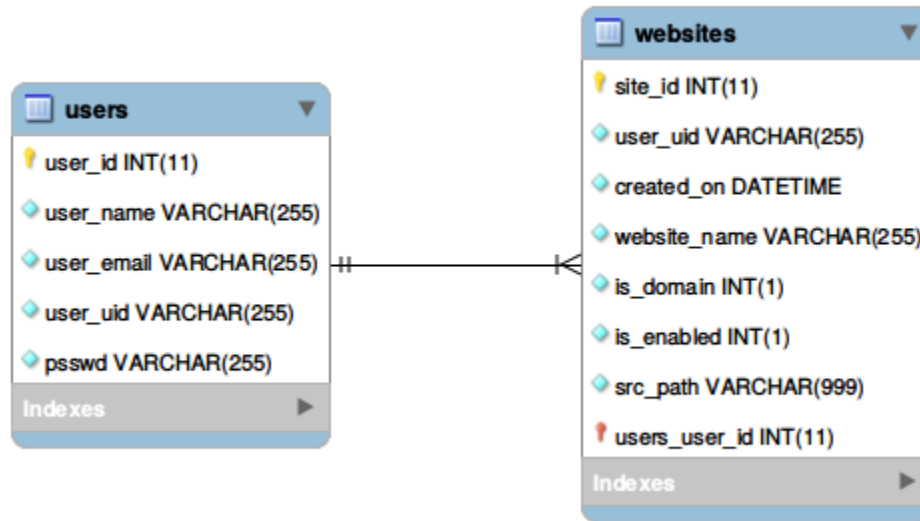 users
user_id INT(11)
user_name VARCHAR(255)
user_email VARCHAR(255)
user_uid VARCHAR(255)
psswd VARCHAR(255)
Indexes
websites
site_id INT(11)
user_uid VARCHAR(255)
created_on DATETIME
website_name VARCHAR(255)
is_domain INT(1)
is_enabled INT(1)
src_path VARCHAR(999)
users_user_id INT(11)
Indexes